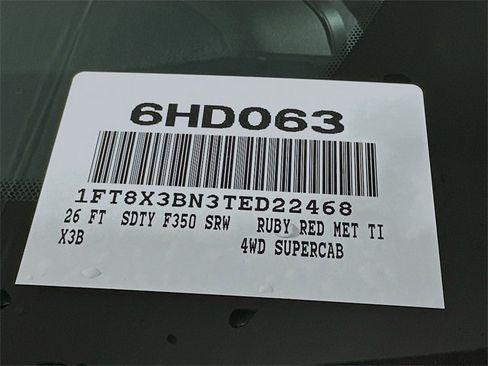 6HD063
1FT8X3BN3TED22468
26 FT SDTY F350 SRW RUBY RED MET TI
X3B 4WD SUPERCAB